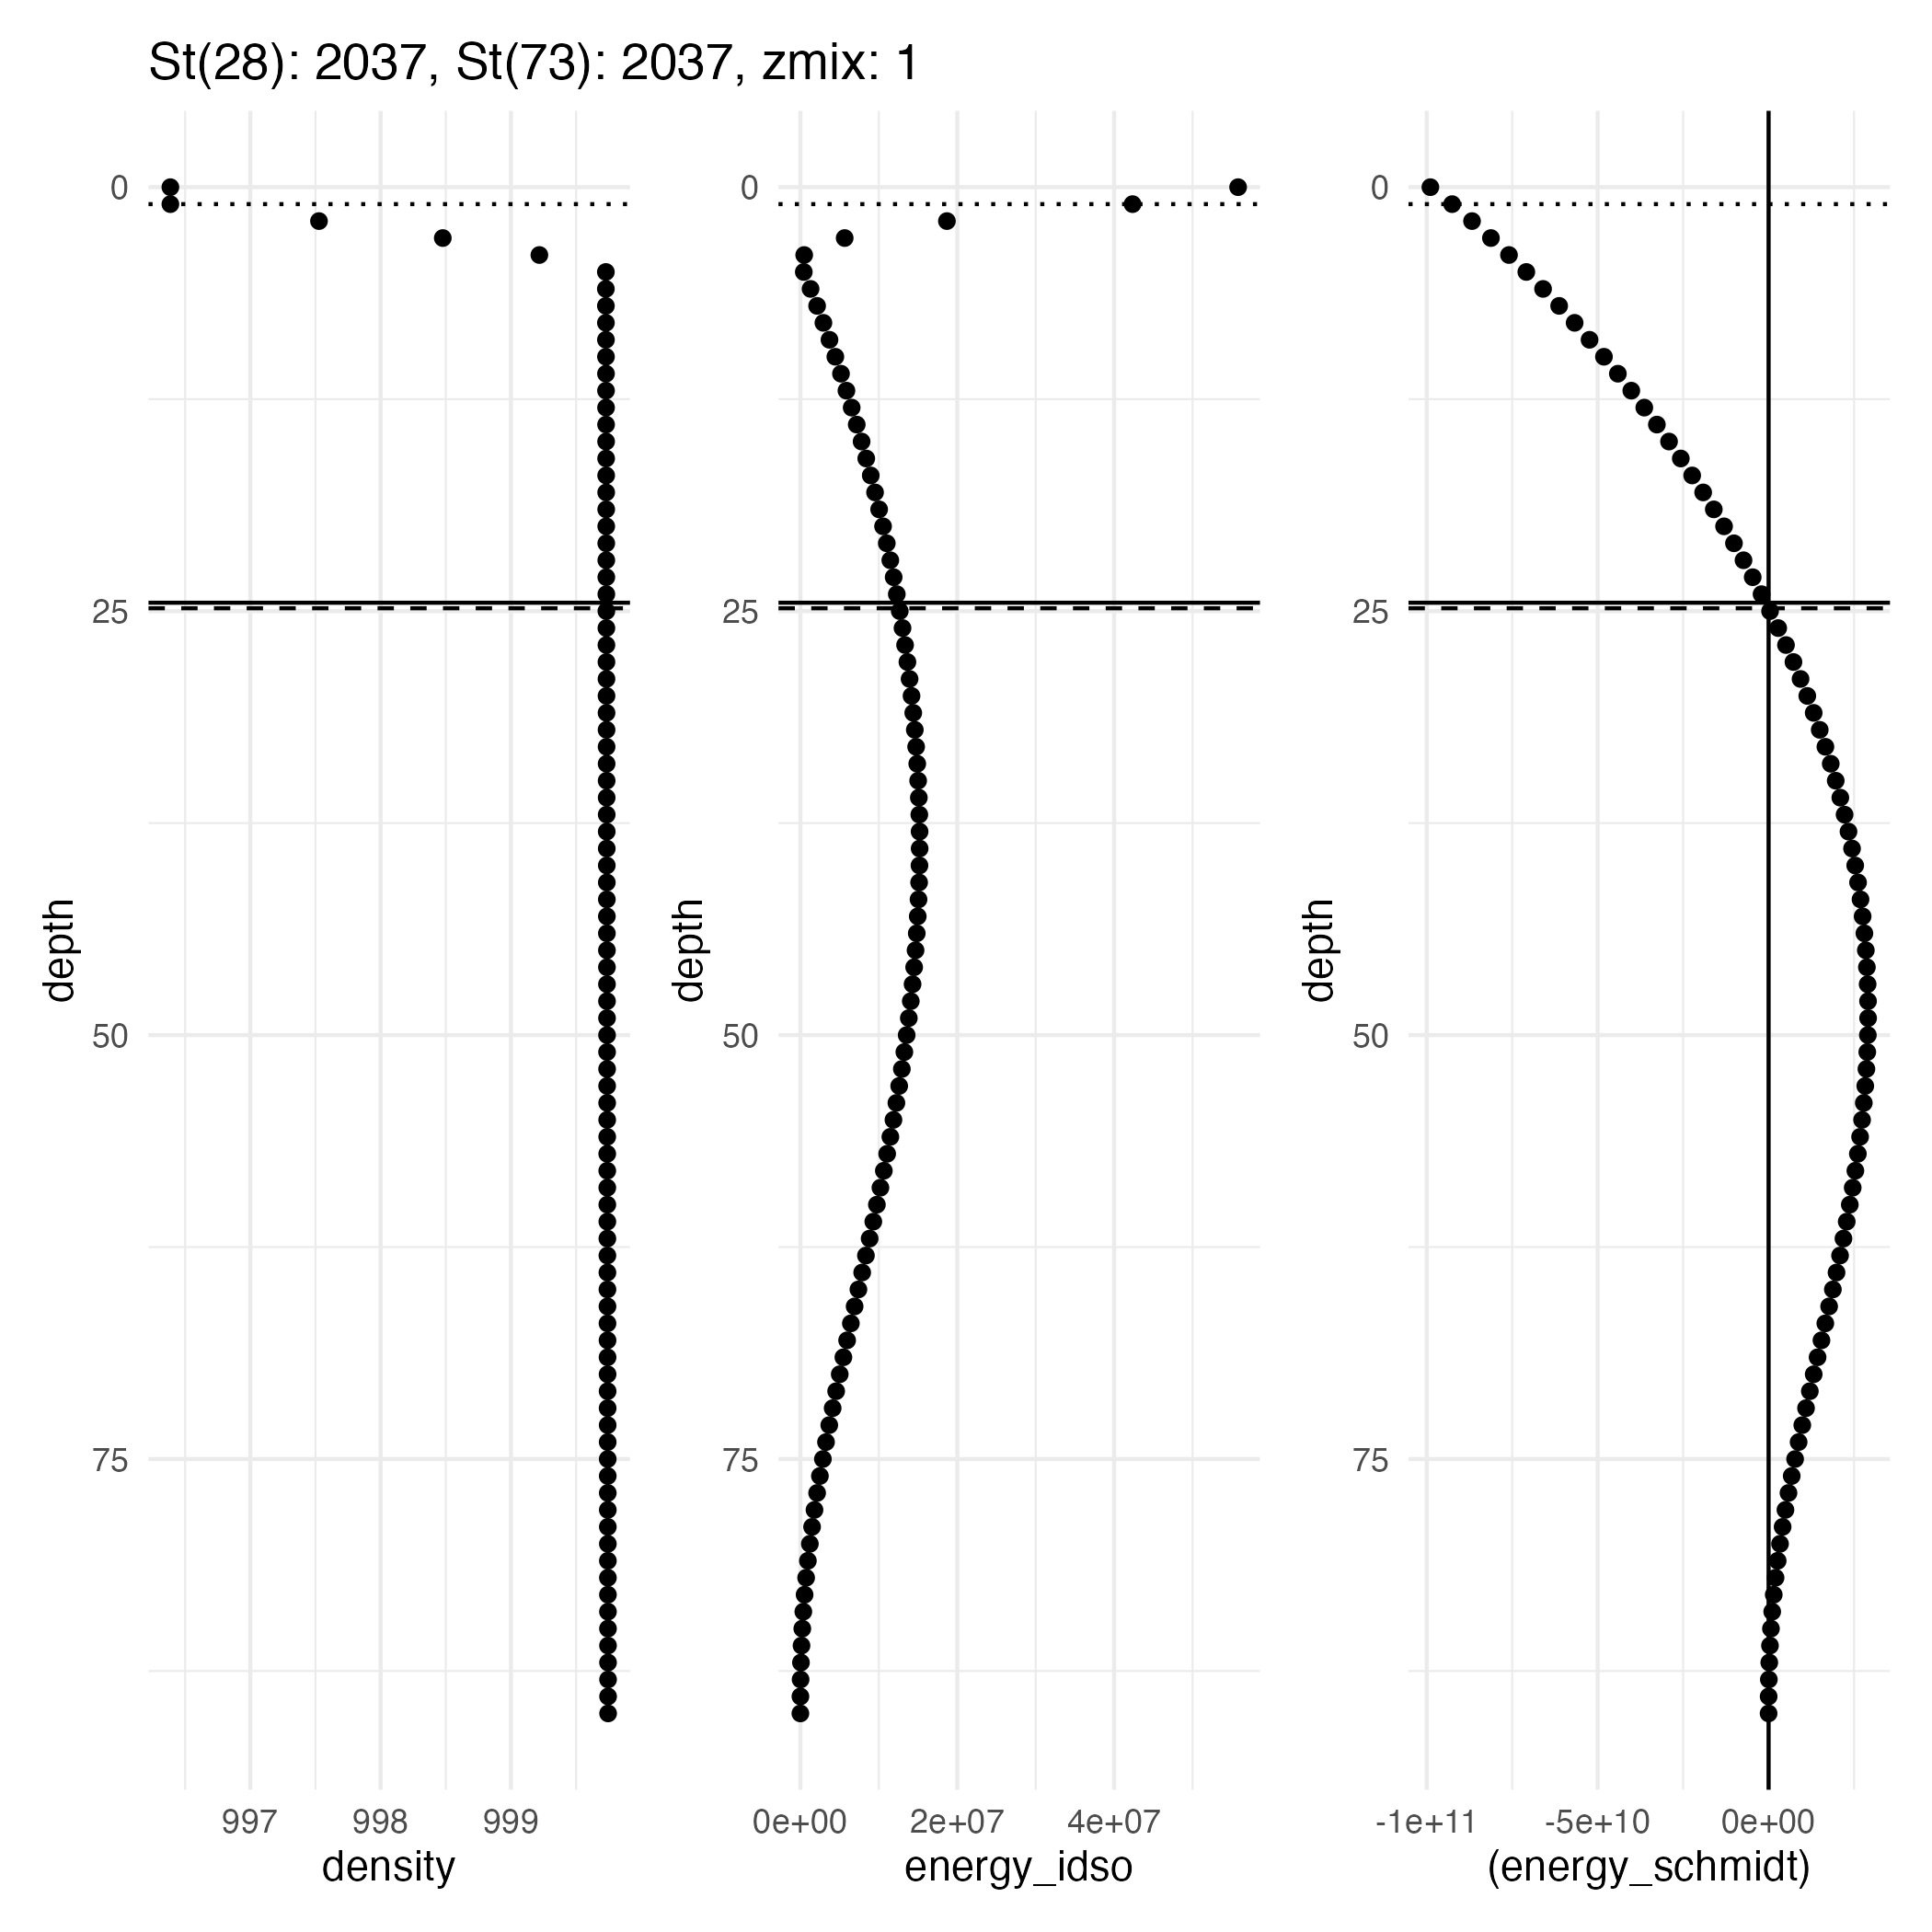 St(28): 2037, St(73): 2037, zmix: 1
0
25
50
75
depth
997
998
999
density
0
25
50
75
depth
0e+00
2e+07
4e+07
energy_idso
0
25
50
75
depth
-1e+11
-5e+10
0e+00
(energy_schmidt)